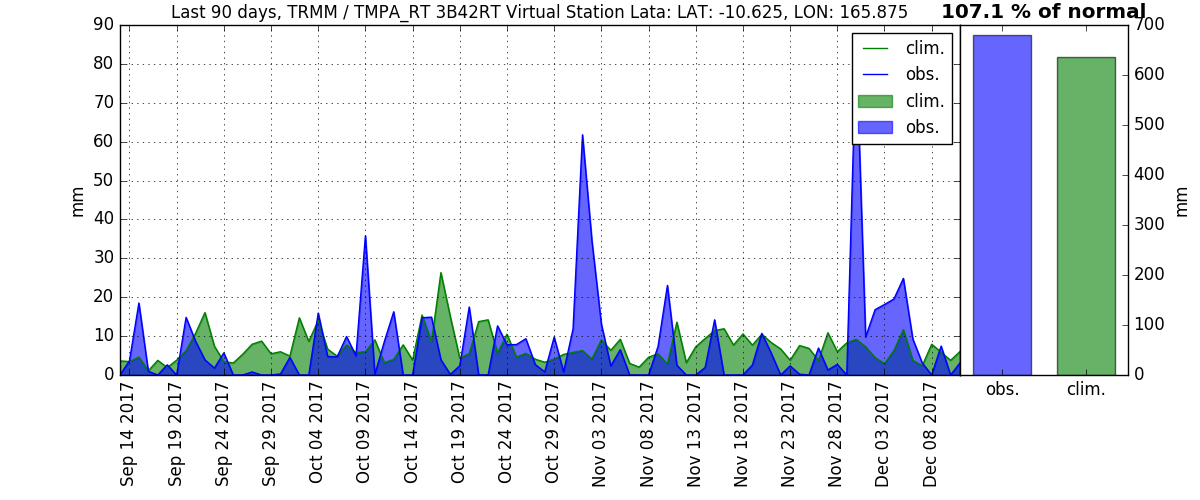 Last 90 days, TRMM / TMPA_RT 3B42RT Virtual Station Lata: LAT: -10.625, LON: 165.875
107.1 % of normal
90
80
70
60
50
40
30
20
10
0
mm
clim.
obs.
clim.
obs.
Sep 14 2017
Sep 19 2017
Sep 24 2017
Sep 29 2017
Oct 04 2017
Oct 09 2017
Oct 14 2017
Oct 19 2017
Oct 24 2017
Oct 29 2017
Nov 03 2017
Nov 08 2017
Nov 13 2017
Nov 18 2017
Nov 23 2017
Nov 28 2017
Dec 03 2017
Dec 08 2017
700
600
500
400
300
200
100
0
mm
obs.
clim.